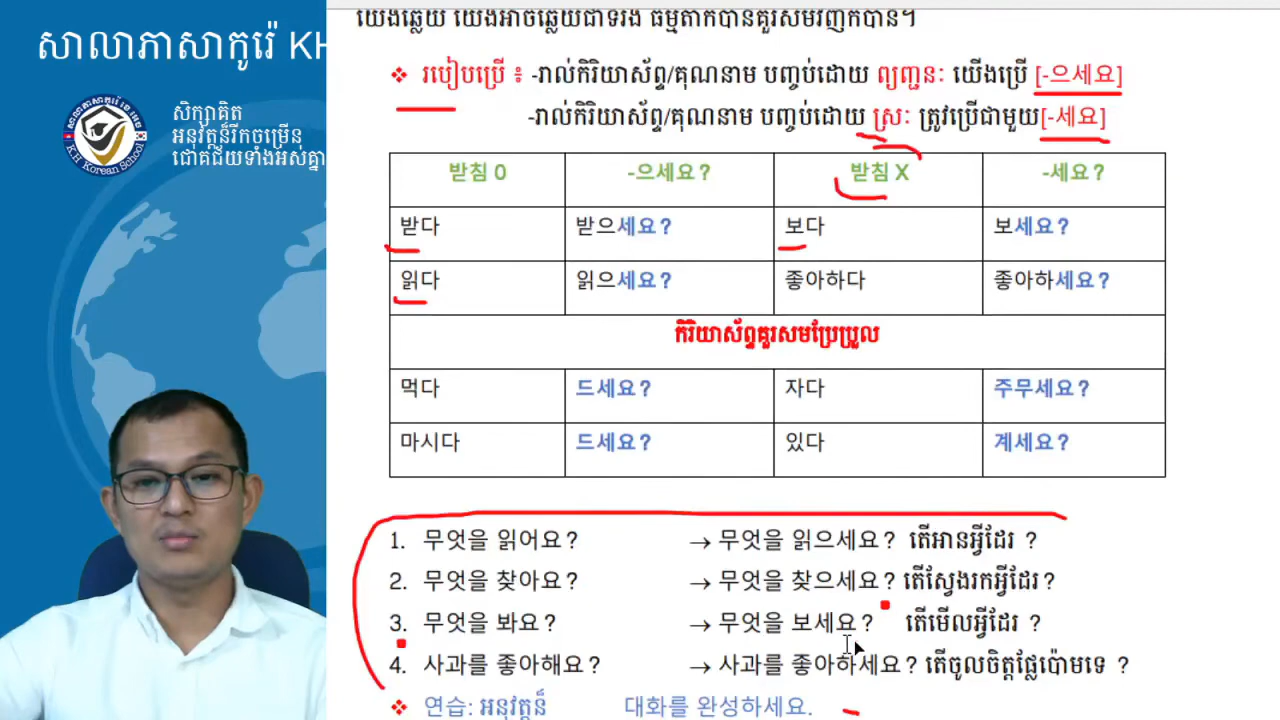 យើងឆ្លើយ យើងអាចឆ្លើយជាទម្រង់ ធម្មតាក៏បានគួរសមវិញក៏បាន។
សាលាភាសាកូរ៉េ KH
សិក្សាគិត
អនុវត្តន៍រីកចម្រើន
ជោគជ័យទាំងអស់គ្នា
សាលាភាសាកូរ៉េ ខេ អេច
KH Korean School
❖ របៀបប្រើ ៖ -រាល់កិរិយាស័ព្ទ/គុណនាម បញ្ចប់ដោយ ព្យញ្ជនៈ យើងប្រើ [-으세요]
-រាល់កិរិយាស័ព្ទ/គុណនាម បញ្ចប់ដោយ ស្រៈ ត្រូវប្រើជាមួយ[-세요]
받침 O -으세요? 받침 X -세요?
받다 받으세요? 보다 보세요?
읽다 읽으세요? 좋아하다 좋아하세요?
កិរិយាស័ព្ទគួរសមប្រែប្រួល
먹다 드세요? 자다 주무세요?
마시다 드세요? 있다 계세요?
1. 무엇을 읽어요? → 무엇을 읽으세요? តើអានអ្វីដែរ ?
2. 무엇을 찾아요? → 무엇을 찾으세요? តើស្វែងរកអ្វីដែរ?
3. 무엇을 봐요? → 무엇을 보세요? តើមើលអ្វីដែរ ?
4. 사과를 좋아해요? → 사과를 좋아하세요? តើចូលចិត្តផ្លែប៉ោមទេ ?
❖ 연습: អនុវត្តន៍ 대화를 완성하세요.